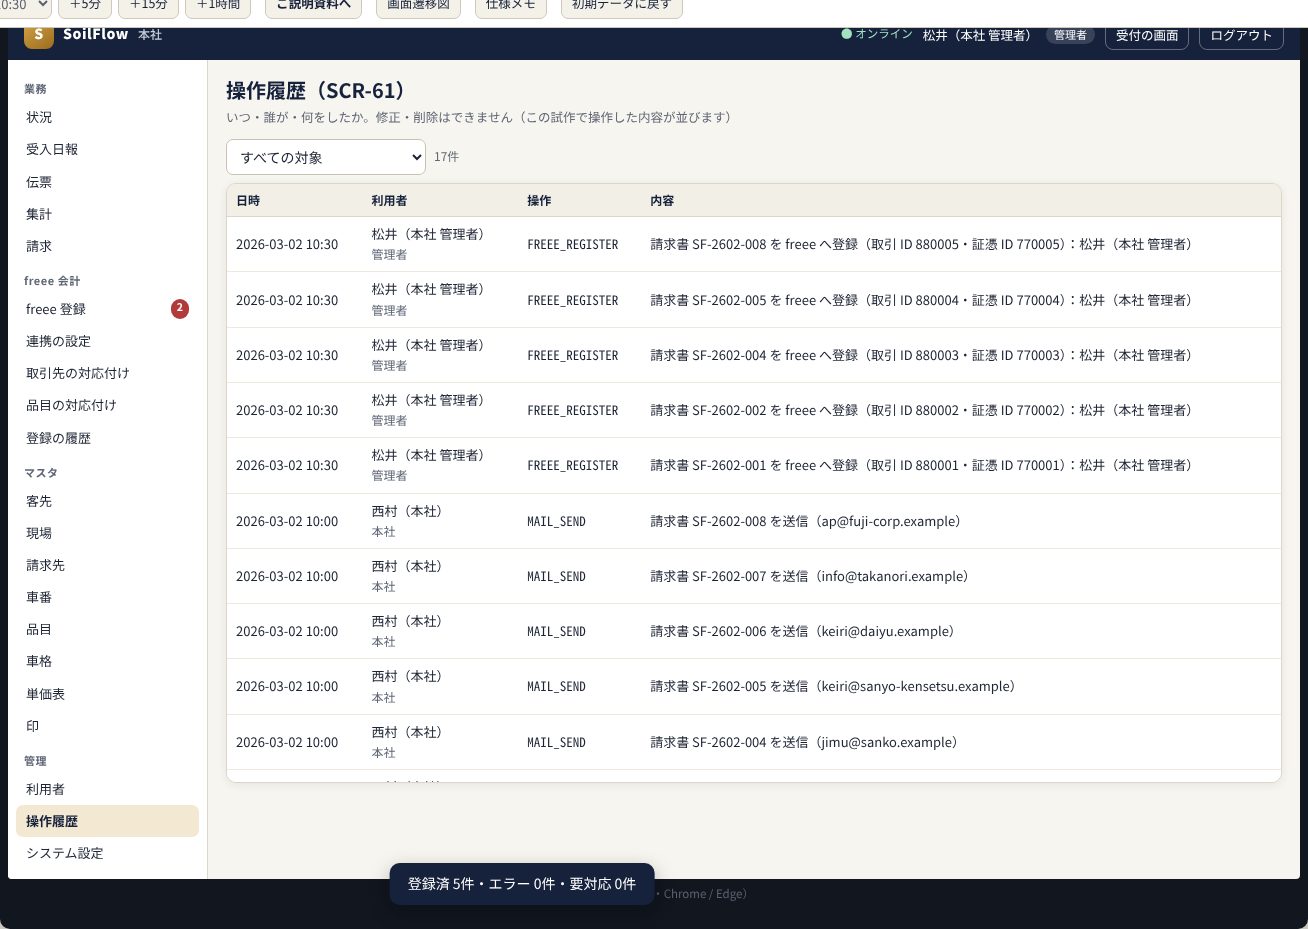 0:30
＋5分
＋15分
＋1時間
ご説明資料へ
画面遷移図
仕様メモ
初期データに戻す
S SoilFlow 本社
オンライン 松井（本社 管理者） 管理者 受付の画面 ログアウト
業務
状況
受入日報
伝票
集計
請求
freee 会計
freee 登録 2
連携の設定
取引先の対応付け
品目の対応付け
登録の履歴
マスタ
客先
現場
請求先
車番
品目
車格
単価表
印
管理
利用者
操作履歴
システム設定
操作履歴（SCR-61）
いつ・誰が・何をしたか。修正・削除はできません（この試作で操作した内容が並びます）
すべての対象 17件
日時 利用者 操作 内容
2026-03-02 10:30 松井（本社 管理者） FREEE_REGISTER 請求書 SF-2602-008 を freee へ登録（取引 ID 880005・証憑 ID 770005）：松井（本社 管理者）
管理者
2026-03-02 10:30 松井（本社 管理者） FREEE_REGISTER 請求書 SF-2602-005 を freee へ登録（取引 ID 880004・証憑 ID 770004）：松井（本社 管理者）
管理者
2026-03-02 10:30 松井（本社 管理者） FREEE_REGISTER 請求書 SF-2602-004 を freee へ登録（取引 ID 880003・証憑 ID 770003）：松井（本社 管理者）
管理者
2026-03-02 10:30 松井（本社 管理者） FREEE_REGISTER 請求書 SF-2602-002 を freee へ登録（取引 ID 880002・証憑 ID 770002）：松井（本社 管理者）
管理者
2026-03-02 10:30 松井（本社 管理者） FREEE_REGISTER 請求書 SF-2602-001 を freee へ登録（取引 ID 880001・証憑 ID 770001）：松井（本社 管理者）
管理者
2026-03-02 10:00 西村（本社） MAIL_SEND 請求書 SF-2602-008 を送信（ap@fuji-corp.example）
本社
2026-03-02 10:00 西村（本社） MAIL_SEND 請求書 SF-2602-007 を送信（info@takanori.example）
本社
2026-03-02 10:00 西村（本社） MAIL_SEND 請求書 SF-2602-006 を送信（keiri@daiyu.example）
本社
2026-03-02 10:00 西村（本社） MAIL_SEND 請求書 SF-2602-005 を送信（keiri@sanyo-kensetsu.example）
本社
2026-03-02 10:00 西村（本社） MAIL_SEND 請求書 SF-2602-004 を送信（jimu@sanko.example）
本社
登録済 5件・エラー 0件・要対応 0件
・Chrome / Edge）